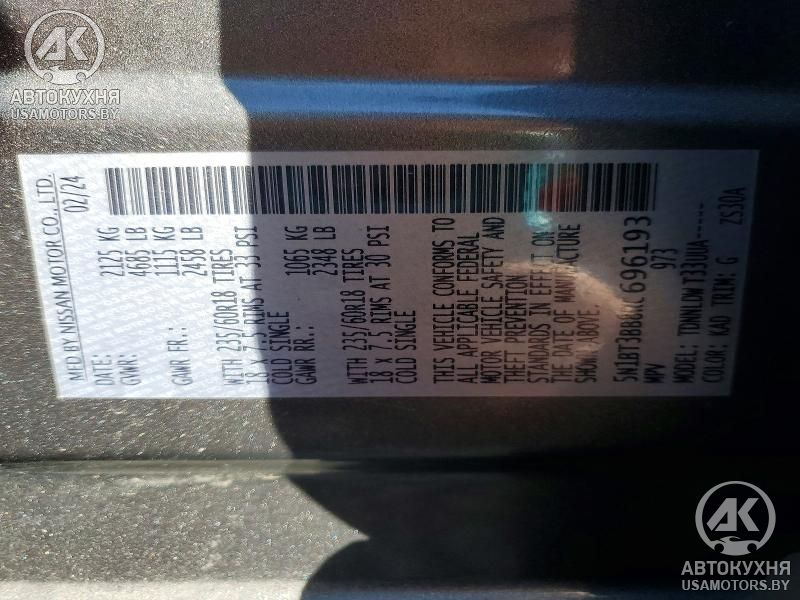 AK
АВТОКУХНЯ
USAMOTORS.BY
MFD BY NISSAN MOTOR CO., LTD.
DATE: 02/24
GVWR: 2125 KG
4685 LB
GAWR FR.: 1115 KG
2458 LB
WITH 235/60R18 TIRES
18 x 7.5 RIMS AT 33 PSI
COLD SINGLE
GAWR RR.: 1065 KG
2348 LB
WITH 235/60R18 TIRES
18 x 7.5 RIMS AT 30 PSI
COLD SINGLE
THIS VEHICLE CONFORMS TO
ALL APPLICABLE FEDERAL
MOTOR VEHICLE SAFETY AND
THEFT PREVENTION
STANDARDS IN EFFECT ON
THE DATE OF MANUFACTURE
SHOWN ABOVE.
5N1BT3BB8RC696193
MPV 973
TDNNLDWT33UUA-----
COLOR: KAD TRIM: G ZS30A
AK
АВТОКУХНЯ
USAMOTORS.BY